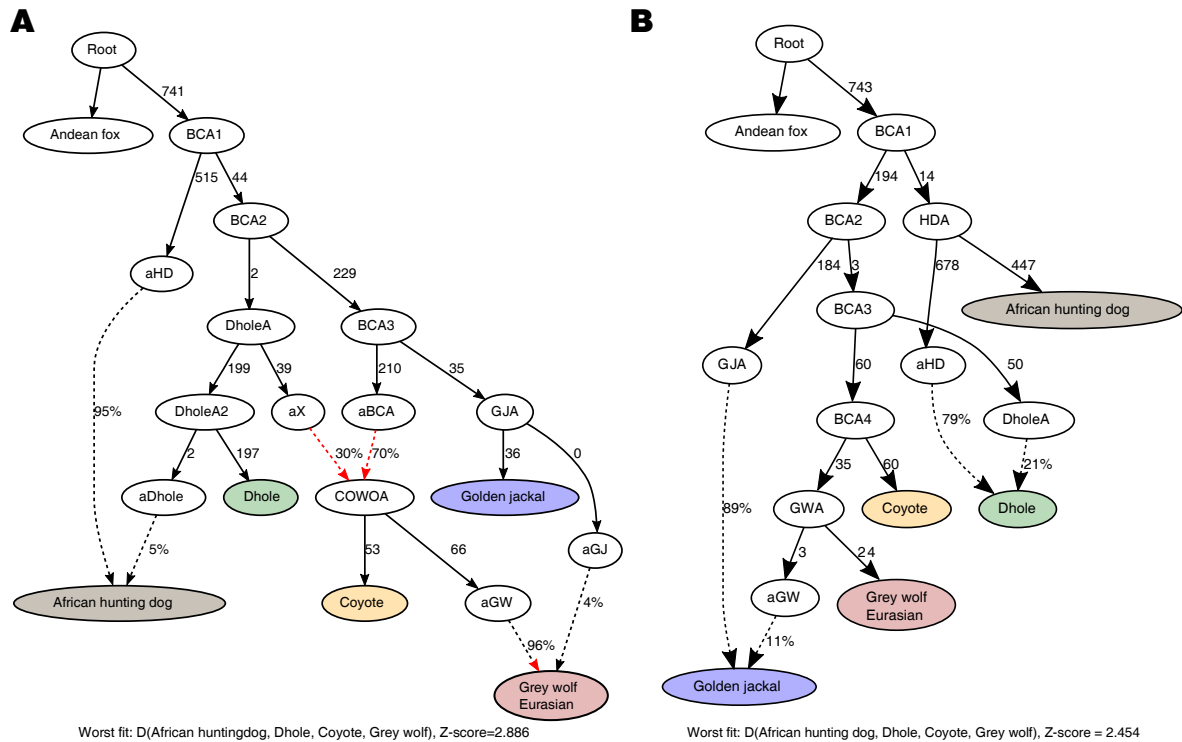 A
Root
741
Andean fox
BCA1
515
44
BCA2
aHD
2
229
DholeA
BCA3
199
39
210
35
DholeA2
aX
aBCA
GJA
95%
2
197
30%
70%
36
0
aDhole
Dhole
COWOA
Golden jackal
5%
53
66
aGJ
African hunting dog
Coyote
aGW
4%
96%
Grey wolf
Eurasian
Worst fit: D(African huntingdog, Dhole, Coyote, Grey wolf), Z-score=2.886
B
Root
743
Andean fox
BCA1
194
14
BCA2
HDA
184
3
678
447
BCA3
African hunting dog
GJA
60
aHD
50
BCA4
79%
DholeA
35
60
21%
89%
GWA
Coyote
Dhole
3
24
aGW
Grey wolf
Eurasian
11%
Golden jackal
Worst fit: D(African hunting dog, Dhole, Coyote, Grey wolf), Z-score = 2.454